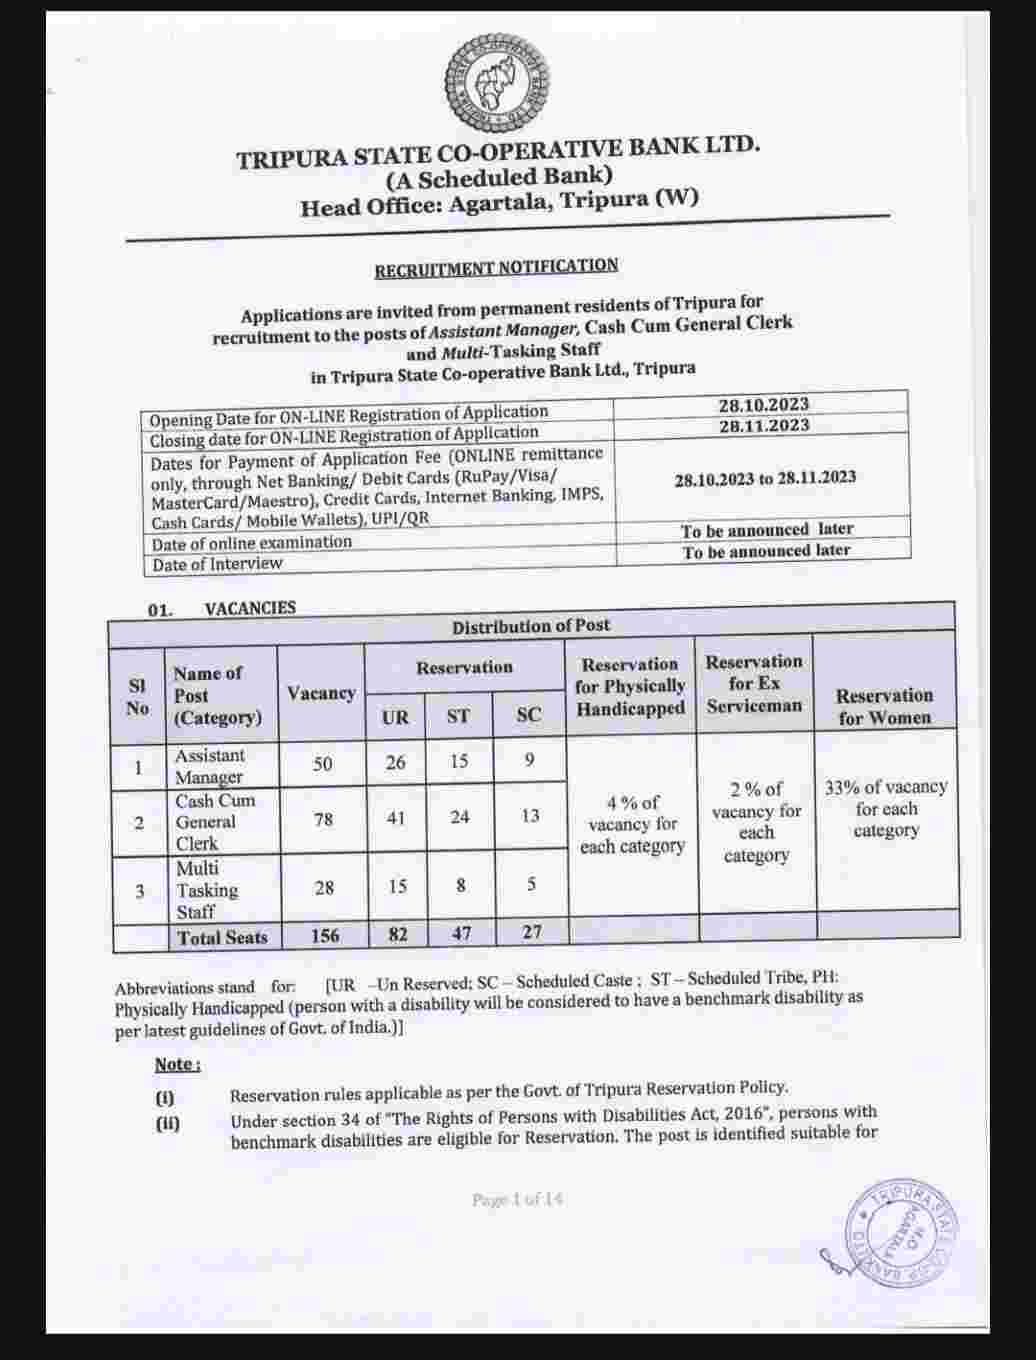 TRIPURA STATE CO-OPERATIVE BANK LTD.
TRIPURA STATE CO-OPERATIVE BANK LTD.
(A Scheduled Bank)
Head Office: Agartala, Tripura (W)
RECRUITMENT NOTIFICATION
Applications are invited from permanent residents of Tripura for
recruitment to the posts of Assistant Manager, Cash Cum General Clerk
and Multi-Tasking Staff
in Tripura State Co-operative Bank Ltd., Tripura
Opening Date for ON-LINE Registration of Application 28.10.2023
Closing date for ON-LINE Registration of Application 28.11.2023
Dates for Payment of Application Fee (ONLINE remittance
only, through Net Banking/ Debit Cards (RuPay/Visa/
MasterCard/Maestro), Credit Cards, Internet Banking, IMPS,
Cash Cards/ Mobile Wallets), UPI/QR
28.10.2023 to 28.11.2023
Date of online examination To be announced later
Date of Interview To be announced later
01. VACANCIES
Distribution of Post
Sl
No
Name of
Post
(Category)
Vacancy
Reservation
UR ST SC
Reservation
for Physically
Handicapped
Reservation
for Ex
Serviceman
Reservation
for Women
1
Assistant
Manager
50 26 15 9
2
Cash Cum
General
Clerk
78 41 24 13
3
Multi
Tasking
Staff
28 15 8 5
4 % of
vacancy for
each category
2 % of
vacancy for
each
category
33% of vacancy
for each
category
Total Seats 156 82 47 27
Abbreviations stand for: [UR –Un Reserved; SC – Scheduled Caste ; ST – Scheduled Tribe, PH:
Physically Handicapped (person with a disability will be considered to have a benchmark disability as
per latest guidelines of Govt. of India.)]
Note :
(i) Reservation rules applicable as per the Govt. of Tripura Reservation Policy.
(ii) Under section 34 of "The Rights of Persons with Disabilities Act, 2016", persons with
benchmark disabilities are eligible for Reservation. The post is identified suitable for
Page 1 of 14
TRIPURA STATE CO-OP BANK LTD
H.O.
AGARTALA